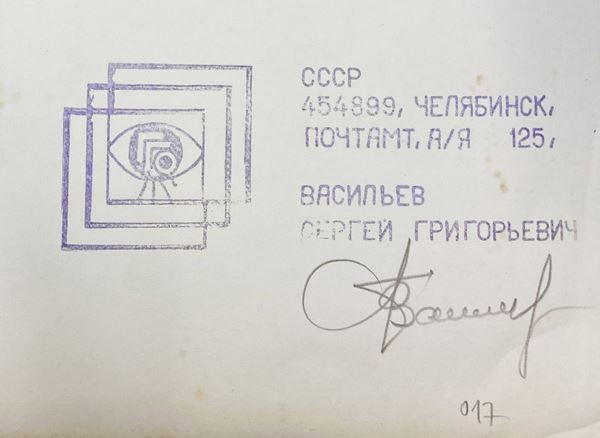 СССР
454899, ЧЕЛЯБИНСК,
ПОЧТАМТ, А/Я 125,
ВАСИЛЬЕВ
СЕРГЕЙ ГРИГОРЬЕВИЧ
017